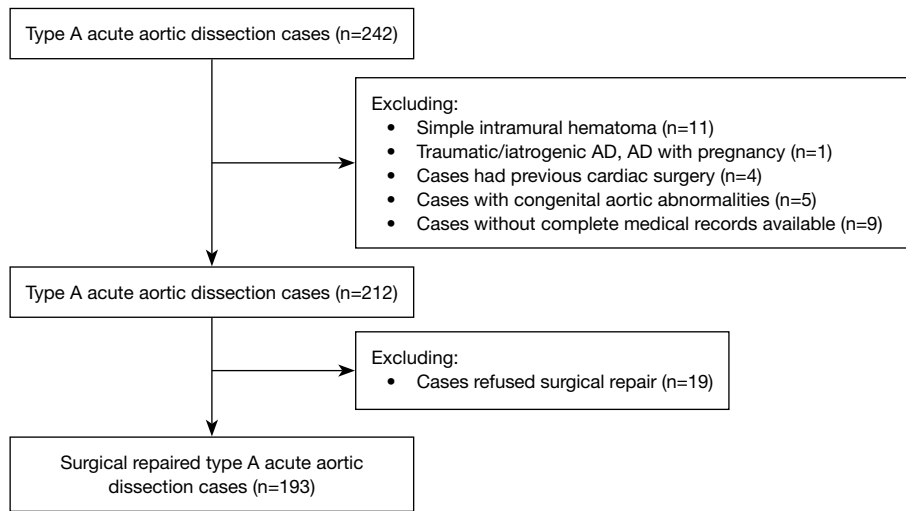 Type A acute aortic dissection cases (n=242)
Excluding:
• Simple intramural hematoma (n=11)
• Traumatic/iatrogenic AD, AD with pregnancy (n=1)
• Cases had previous cardiac surgery (n=4)
• Cases with congenital aortic abnormalities (n=5)
• Cases without complete medical records available (n=9)
Type A acute aortic dissection cases (n=212)
Excluding:
• Cases refused surgical repair (n=19)
Surgical repaired type A acute aortic
dissection cases (n=193)